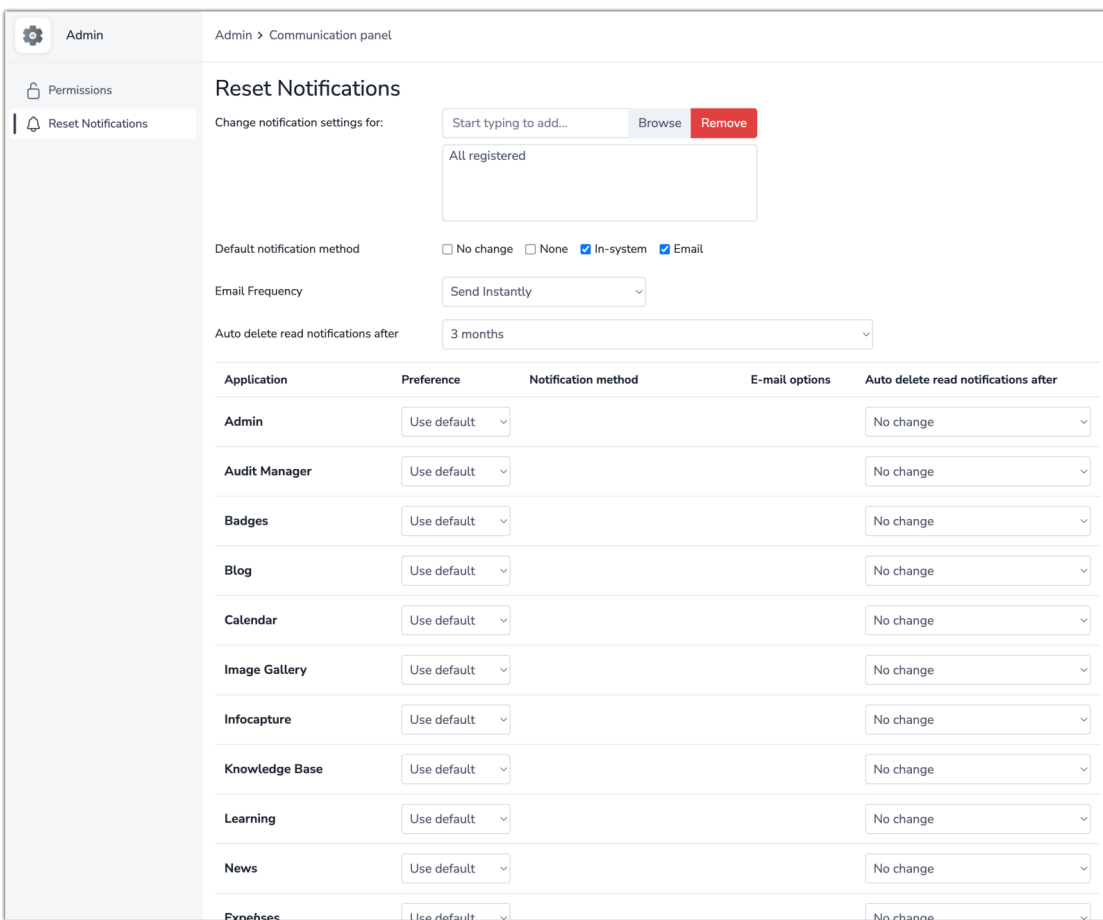 Admin
Admin > Communication panel
Permissions
Reset Notifications
Reset Notifications
Change notification settings for:
Start typing to add... Browse Remove
All registered
Default notification method No change None In-system Email
Email Frequency Send Instantly
Auto delete read notifications after 3 months
Application Preference Notification method E-mail options Auto delete read notifications after
Admin Use default No change
Audit Manager Use default No change
Badges Use default No change
Blog Use default No change
Calendar Use default No change
Image Gallery Use default No change
Infocapture Use default No change
Knowledge Base Use default No change
Learning Use default No change
News Use default No change
Expenses Use default No change